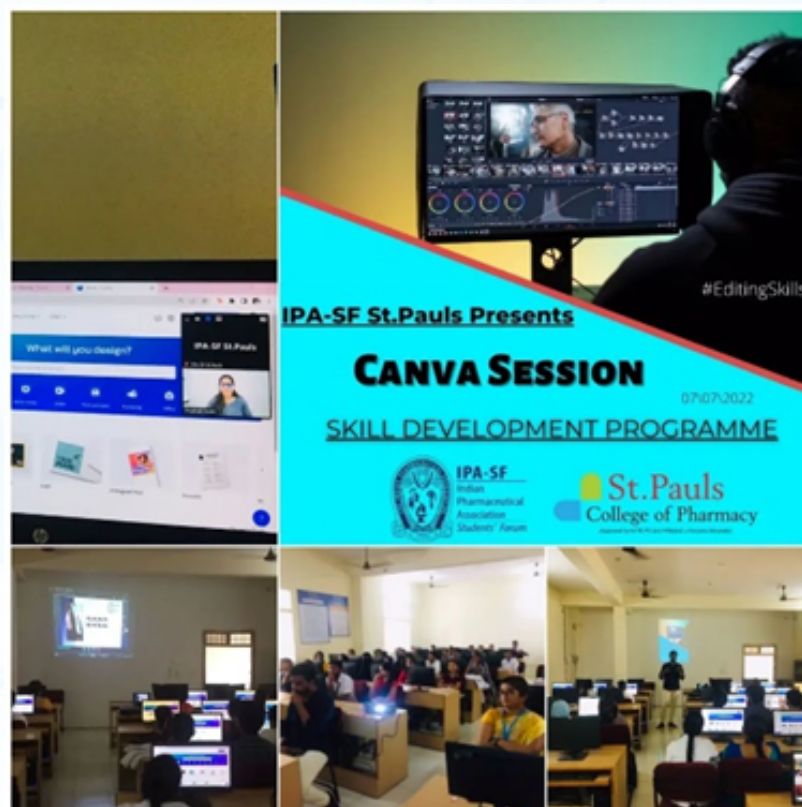 #EditingSkills
What will you design?
IPA-SF St.Pauls
IPA-SF St.Pauls Presents
CANVA SESSION
07\07\2022
SKILL DEVELOPMENT PROGRAMME
IPA-SF
Indian
Pharmaceutical
Association
Students' Forum
St.Pauls
College of Pharmacy